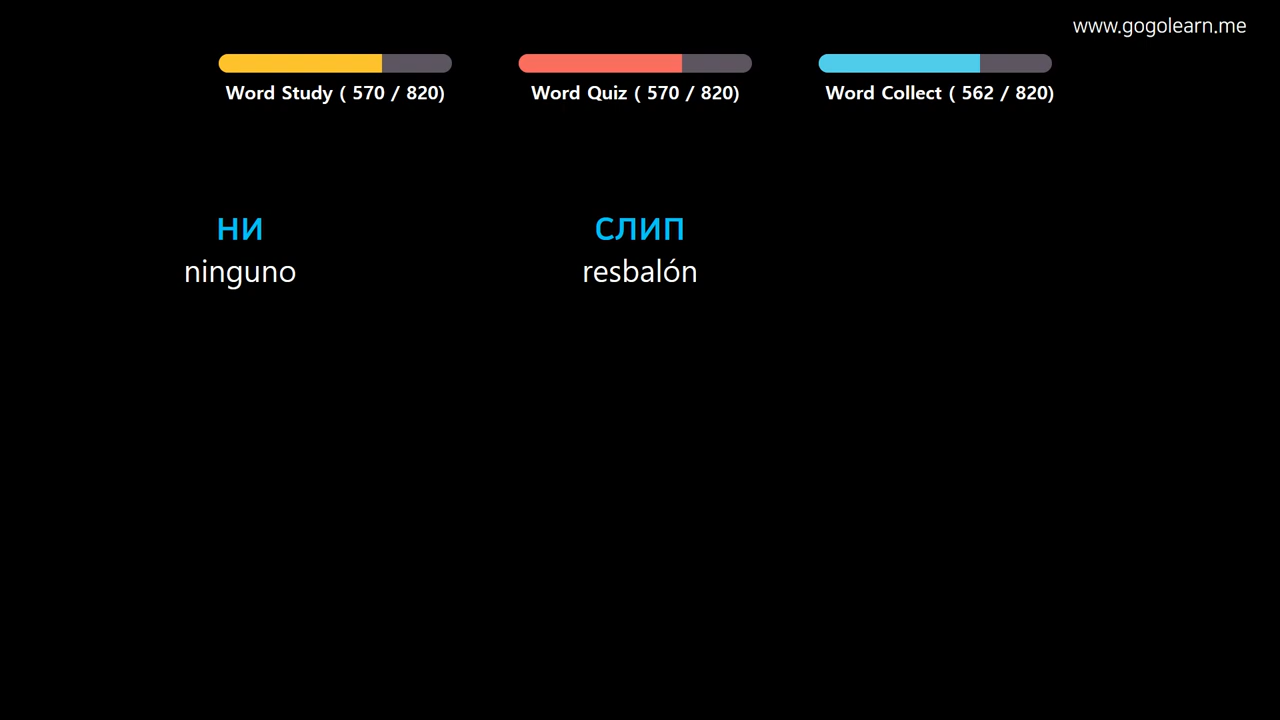 www.gogolearn.me
Word Study ( 570 / 820)
Word Quiz ( 570 / 820)
Word Collect ( 562 / 820)
ни
слип
ninguno
resbalón